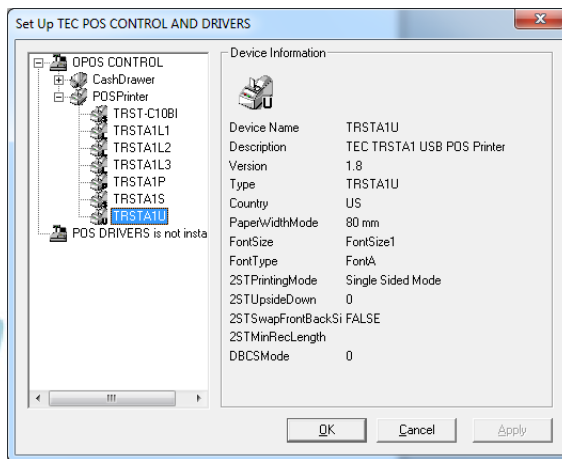 Set Up TEC POS CONTROL AND DRIVERS
OPOS CONTROL
CashDrawer
POSPrinter
TRST-C10BI
TRSTA1L1
TRSTA1L2
TRSTA1L3
TRSTA1P
TRSTA1S
TRSTA1U
POS DRIVERS is not insta
Device Information
Device Name TRSTA1U
Description TEC TRSTA1 USB POS Printer
Version 1.8
Type TRSTA1U
Country US
PaperWidthMode 80 mm
FontSize FontSize1
FontType FontA
2STPrintingMode Single Sided Mode
2STUpsideDown 0
2STSwapFrontBackSi FALSE
2STMinRecLength
DBCSMode 0
OK Cancel Apply